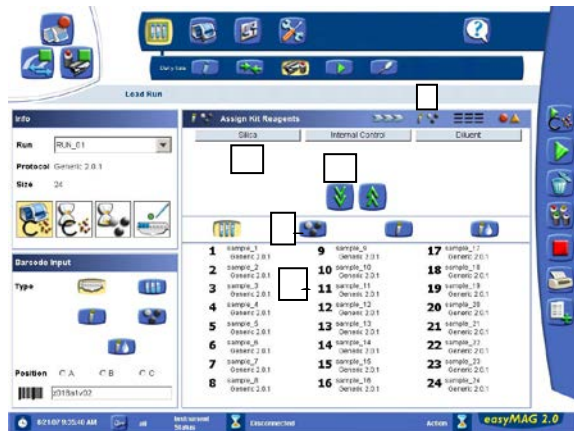 Daily Use
Load Run
Info
Assign Kit Reagents
Silica
Internal Control
Diluent
Run
RUN_01
Protocol Generic 2.0.1
Size 24
Barcode Input
Type
Position
A B C
z018a1v02
1 sample_1
Generic 2.0.1
2 sample_2
Generic 2.0.1
3 sample_3
Generic 2.0.1
4 sample_4
Generic 2.0.1
5 sample_5
Generic 2.0.1
6 sample_6
Generic 2.0.1
7 sample_7
Generic 2.0.1
8 sample_8
Generic 2.0.1
9 sample_9
Generic 2.0.1
10 sample_10
Generic 2.0.1
11 sample_11
Generic 2.0.1
12 sample_12
Generic 2.0.1
13 sample_13
Generic 2.0.1
14 sample_14
Generic 2.0.1
15 sample_15
Generic 2.0.1
16 sample_16
Generic 2.0.1
17 sample_17
Generic 2.0.1
18 sample_18
Generic 2.0.1
19 sample_19
Generic 2.0.1
20 sample_20
Generic 2.0.1
21 sample_21
Generic 2.0.1
22 sample_22
Generic 2.0.1
23 sample_23
Generic 2.0.1
24 sample_24
Generic 2.0.1
8/21/07 9:35:40 AM
Instrument
Status
Disconnected
Action
easyMAG 2.0